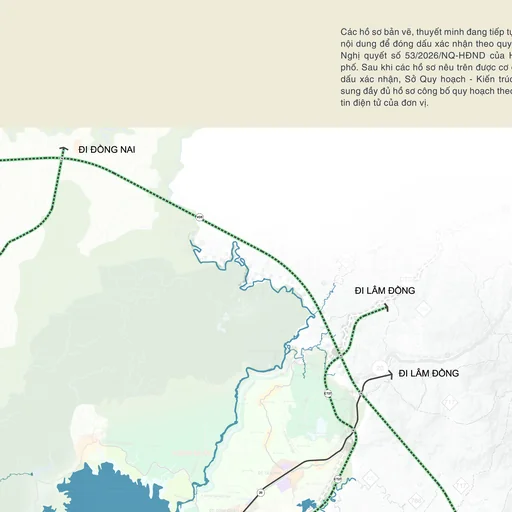 Các hồ sơ bản vẽ, thuyết minh đang tiếp tụ
nội dung để đóng dấu xác nhận theo quy
Nghị quyết số 53/2026/NQ-HĐND của H
phố. Sau khi các hồ sơ nêu trên được cơ
dấu xác nhận, Sở Quy hoạch - Kiến trúc
sung đầy đủ hồ sơ công bố quy hoạch theo
tin điện tử của đơn vị.
ĐI ĐỒNG NAI
ĐI LÂM ĐỒNG
ĐI LÂM ĐỒNG